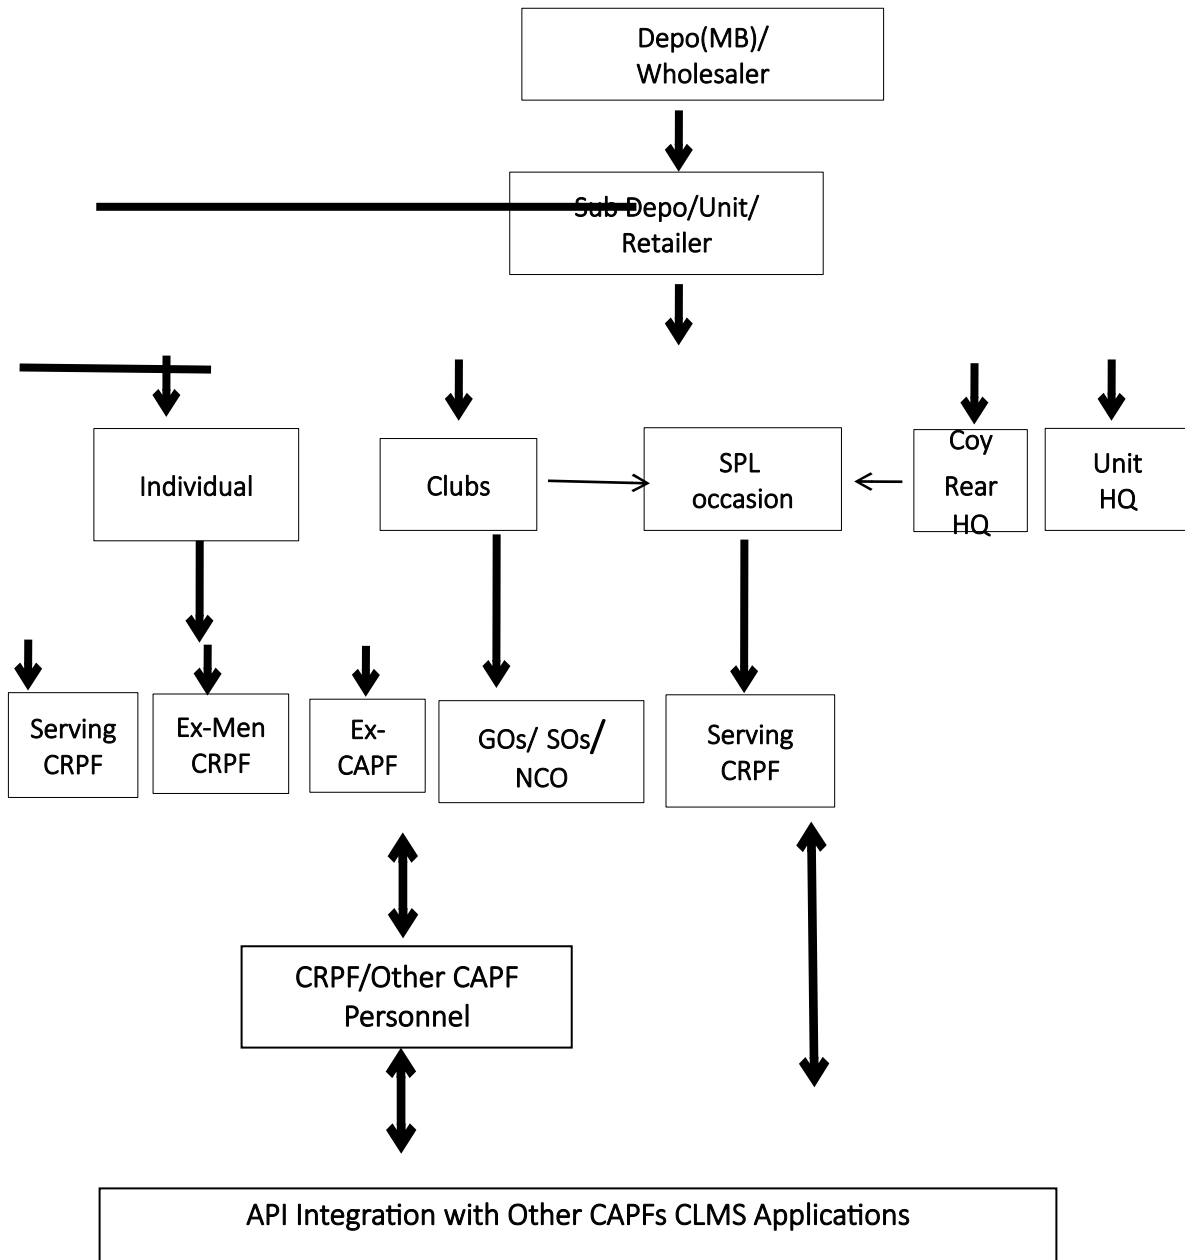 Depo(MB)/
Wholesaler
Sub Depo/Unit/
Retailer
Individual
Clubs
SPL
occasion
Coy
Rear
HQ
Unit
HQ
Serving
CRPF
Ex-Men
CRPF
Ex-
CAPF
GOs/ SOs/
NCO
Serving
CRPF
CRPF/Other CAPF
Personnel
API Integration with Other CAPFs CLMS Applications